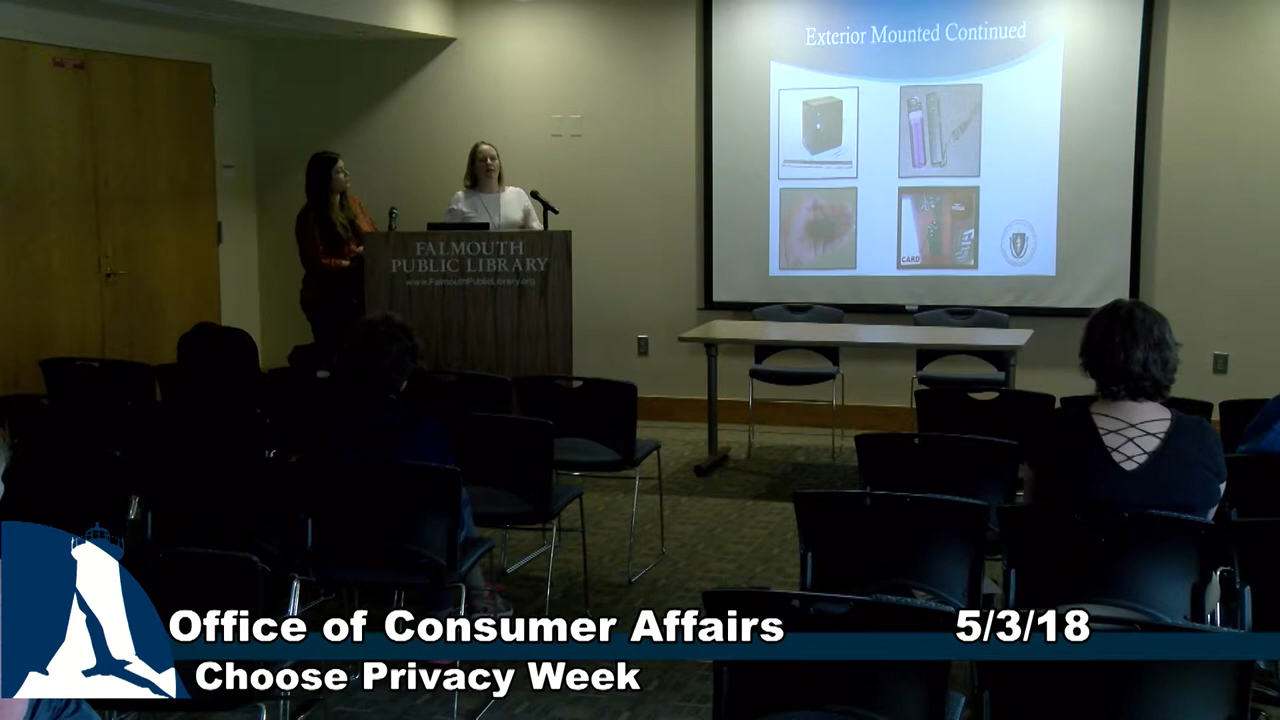 Exterior Mounted Continued
CARD
FALMOUTH
PUBLIC LIBRARY
www.FalmouthPublicLibrary.org
Office of Consumer Affairs 5/3/18
Choose Privacy Week